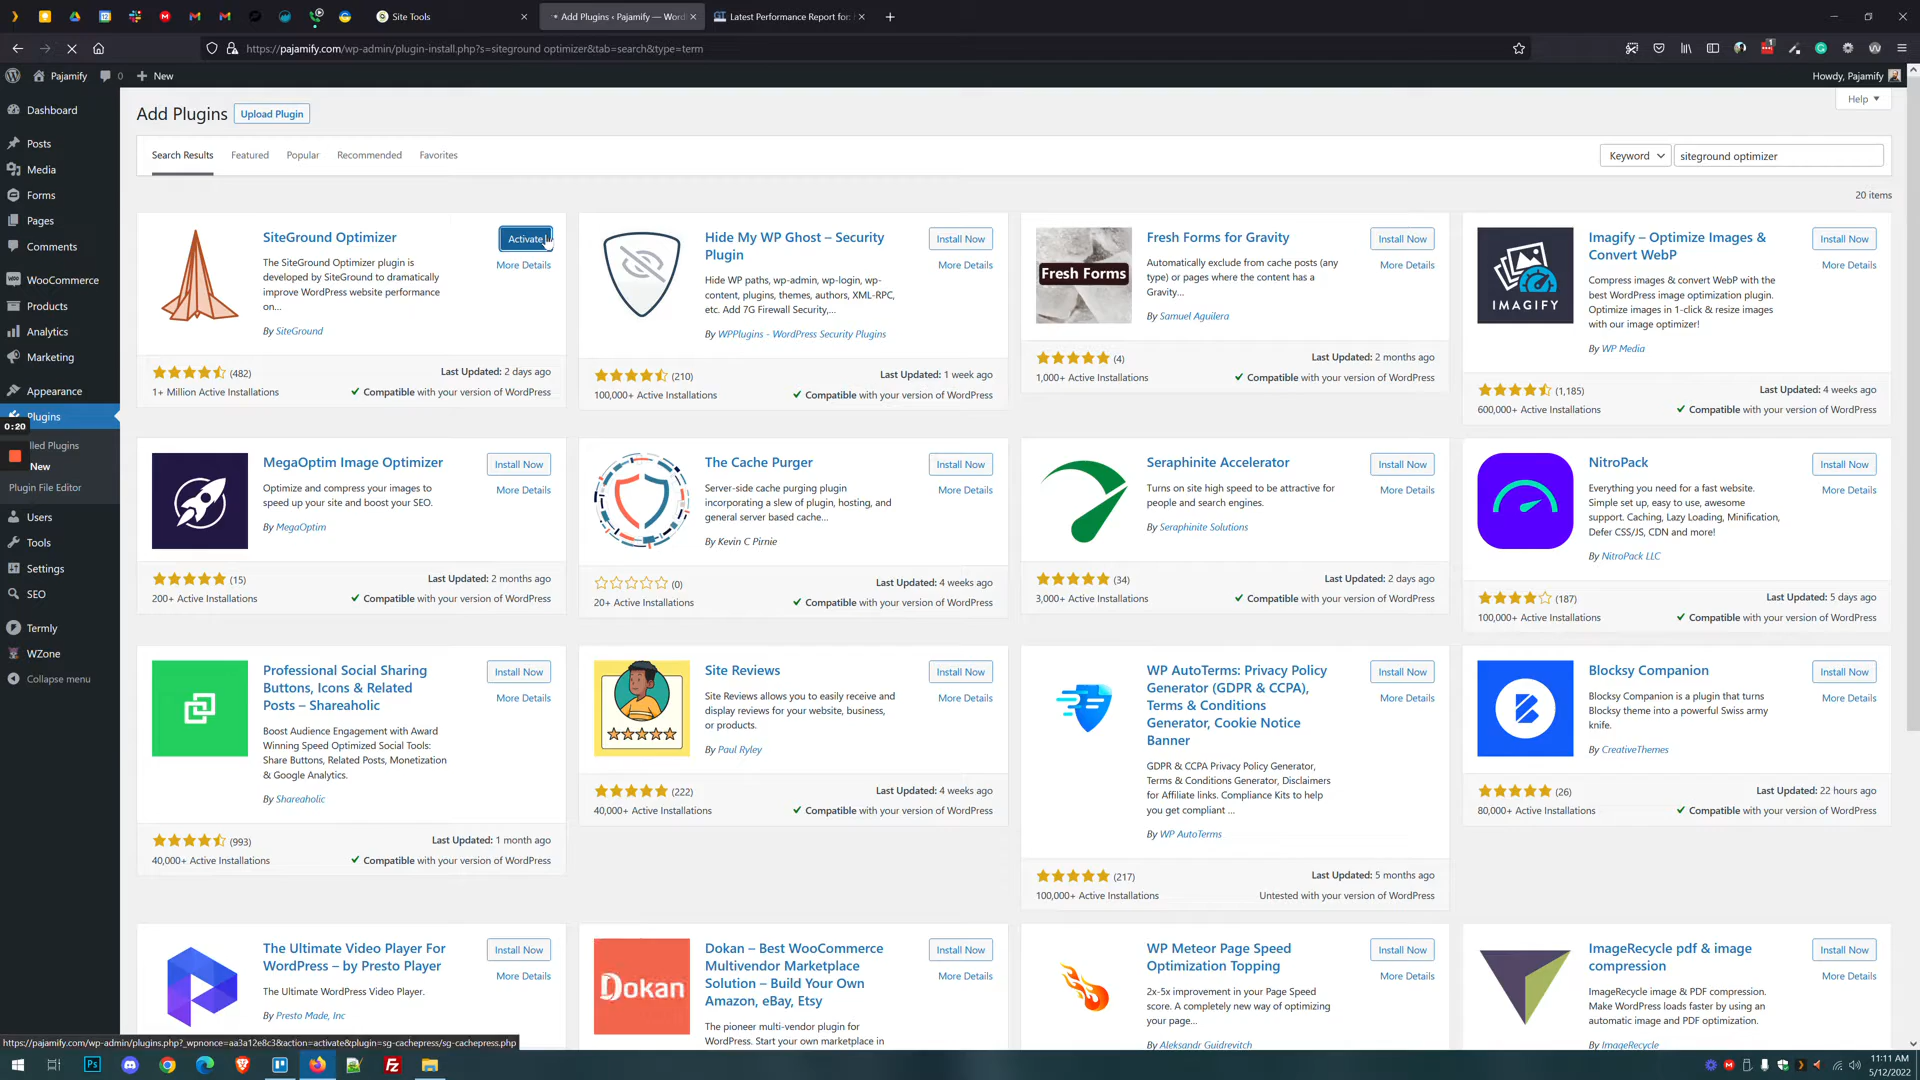 Site Tools
Add Plugins ‹ Pajamify — Word
Latest Performance Report for:
https://pajamify.com/wp-admin/plugin-install.php?s=siteground optimizer&tab=search&type=term
Pajamify
0
New
Howdy, Pajamify
Dashboard
Posts
Media
Forms
Pages
Comments
WooCommerce
Products
Analytics
Marketing
Appearance
Plugins
0:20
lled Plugins
New
Plugin File Editor
Users
Tools
Settings
SEO
Termly
WZone
Collapse menu
Add Plugins
Upload Plugin
Help
Search Results
Featured
Popular
Recommended
Favorites
Keyword
siteground optimizer
20 items
SiteGround Optimizer
Activate
More Details
The SiteGround Optimizer plugin is
developed by SiteGround to dramatically
improve WordPress website performance
on...
By SiteGround
(482)
Last Updated: 2 days ago
1+ Million Active Installations
Compatible with your version of WordPress
Hide My WP Ghost – Security
Plugin
Install Now
More Details
Hide WP paths, wp-admin, wp-login, wp-
content, plugins, themes, authors, XML-RPC,
etc. Add 7G Firewall Security,...
By WPPlugins - WordPress Security Plugins
(210)
Last Updated: 1 week ago
100,000+ Active Installations
Compatible with your version of WordPress
Fresh Forms
Fresh Forms for Gravity
Install Now
More Details
Automatically exclude from cache posts (any
type) or pages where the content has a
Gravity...
By Samuel Aguilera
(4)
Last Updated: 2 months ago
1,000+ Active Installations
Compatible with your version of WordPress
IMAGIFY
Imagify – Optimize Images &
Convert WebP
Install Now
More Details
Compress images & convert WebP with the
best WordPress image optimization plugin.
Optimize images in 1-click & resize images
with our image optimizer!
By WP Media
(1,185)
Last Updated: 4 weeks ago
600,000+ Active Installations
Compatible with your version of WordPress
MegaOptim Image Optimizer
Install Now
More Details
Optimize and compress your images to
speed up your site and boost your SEO.
By MegaOptim
(15)
Last Updated: 2 months ago
200+ Active Installations
Compatible with your version of WordPress
The Cache Purger
Install Now
More Details
Server-side cache purging plugin
incorporating a slew of plugin, hosting, and
general server based cache...
By Kevin C Pirnie
(0)
Last Updated: 4 weeks ago
20+ Active Installations
Compatible with your version of WordPress
Seraphinite Accelerator
Install Now
More Details
Turns on site high speed to be attractive for
people and search engines.
By Seraphinite Solutions
(34)
Last Updated: 2 days ago
3,000+ Active Installations
Compatible with your version of WordPress
NitroPack
Install Now
More Details
Everything you need for a fast website.
Simple set up, easy to use, awesome
support. Caching, Lazy Loading, Minification,
Defer CSS/JS, CDN and more!
By NitroPack LLC
(187)
Last Updated: 5 days ago
100,000+ Active Installations
Compatible with your version of WordPress
Professional Social Sharing
Buttons, Icons & Related
Posts – Shareaholic
Install Now
More Details
Boost Audience Engagement with Award
Winning Speed Optimized Social Tools:
Share Buttons, Related Posts, Monetization
& Google Analytics.
By Shareaholic
(993)
Last Updated: 1 month ago
40,000+ Active Installations
Compatible with your version of WordPress
Site Reviews
Install Now
More Details
Site Reviews allows you to easily receive and
display reviews for your website, business,
or products.
By Paul Ryley
(222)
Last Updated: 4 weeks ago
40,000+ Active Installations
Compatible with your version of WordPress
WP AutoTerms: Privacy Policy
Generator (GDPR & CCPA),
Terms & Conditions
Generator, Cookie Notice
Banner
Install Now
More Details
GDPR & CCPA Privacy Policy Generator,
Terms & Conditions Generator, Disclaimers
for Affiliate links. Compliance Kits to help
you get compliant ...
By WP AutoTerms
(217)
Last Updated: 5 months ago
100,000+ Active Installations
Untested with your version of WordPress
Blocksy Companion
Install Now
More Details
Blocksy Companion is a plugin that turns
Blocksy theme into a powerful Swiss army
knife.
By CreativeThemes
(26)
Last Updated: 22 hours ago
80,000+ Active Installations
Compatible with your version of WordPress
The Ultimate Video Player For
WordPress – by Presto Player
Install Now
More Details
The Ultimate WordPress Video Player.
By Presto Made, Inc
Dokan
Dokan – Best WooCommerce
Multivendor Marketplace
Solution – Build Your Own
Amazon, eBay, Etsy
Install Now
More Details
The pioneer multi-vendor plugin for
WordPress. Start your own marketplace in
WP Meteor Page Speed
Optimization Topping
Install Now
More Details
2x-5x improvement in your Page Speed
score. A completely new way of optimizing
your page...
By Aleksandr Guidrevitch
ImageRecycle pdf & image
compression
Install Now
More Details
ImageRecycle image & PDF compression.
Make WordPress loads faster by using an
automatic image and PDF optimization.
By ImageRecycle
https://pajamify.com/wp-admin/plugins.php?_wpnonce=aa3a12e8c3&action=activate&plugin=sg-cachepress/sg-cachepress.php
11:11 AM
5/12/2022